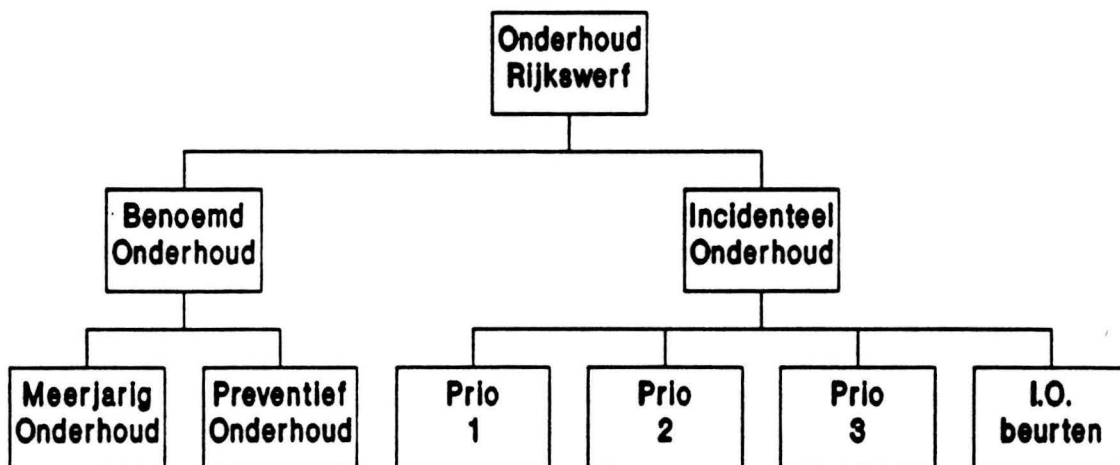 Onderhoud
Rijkswerf
Benoemd
Onderhoud
Incidenteel
Onderhoud
Meerjarig
Onderhoud
Preventief
Onderhoud
Prio
1
Prio
2
Prio
3
I.O.
beurten